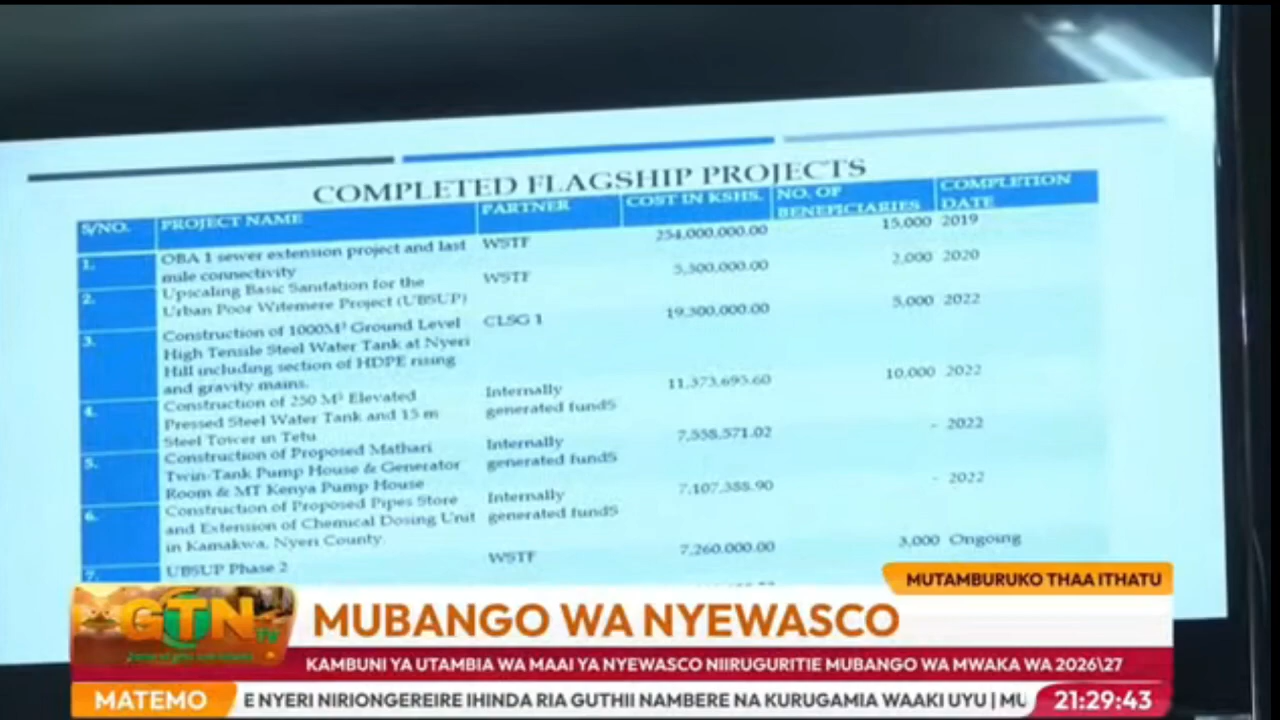 COMPLETED FLAGSHIP PROJECTS
S/NO. PROJECT NAME PARTNER COST IN KSHS. NO. OF BENEFICIARIES COMPLETION DATE
1. OBA 1 sewer extension project and last WSTF 254,000,000.00 15,000 2019
mile connectivity
2. Upscaling Basic Sanitation for the WSTF 5,300,000.00 2,000 2020
Urban Poor Witemere Project (UBSUP)
3. Construction of 1000M³ Ground Level CLSG 1 19,300,000.00 5,000 2022
High Tensile Steel Water Tank at Nyeri
Hill including section of HDPE rising
and gravity mains.
4. Construction of 250 M³ Elevated Internally 11,373,695.60 10,000 2022
Pressed Steel Water Tank and 15 m generated fundS
Steel Tower in Tetu
5. Construction of Proposed Mathari Internally 7,558,571.02 - 2022
Twin-Tank Pump House & Generator generated fundS
Room & MT Kenya Pump House
6. Construction of Proposed Pipes Store Internally 7,107,388.90 - 2022
and Extension of Chemical Dosing Unit generated fundS
in Kamakwa, Nyeri County.
7. UBSUP Phase 2 WSTF 7,260,000.00 3,000 Ongoing
MUTAMBURUKO THAA ITHATU
GTN TV
MUBANGO WA NYEWASCO
KAMBUNI YA UTAMBIA WA MAAI YA NYEWASCO NIIRUGURITIE MUBANGO WA MWAKA WA 2026\27
MATEMO E NYERI NIRIONGEREIRE IHINDA RIA GUTHII NAMBERE NA KURUGAMIA WAAKI UYU | MU 21:29:43